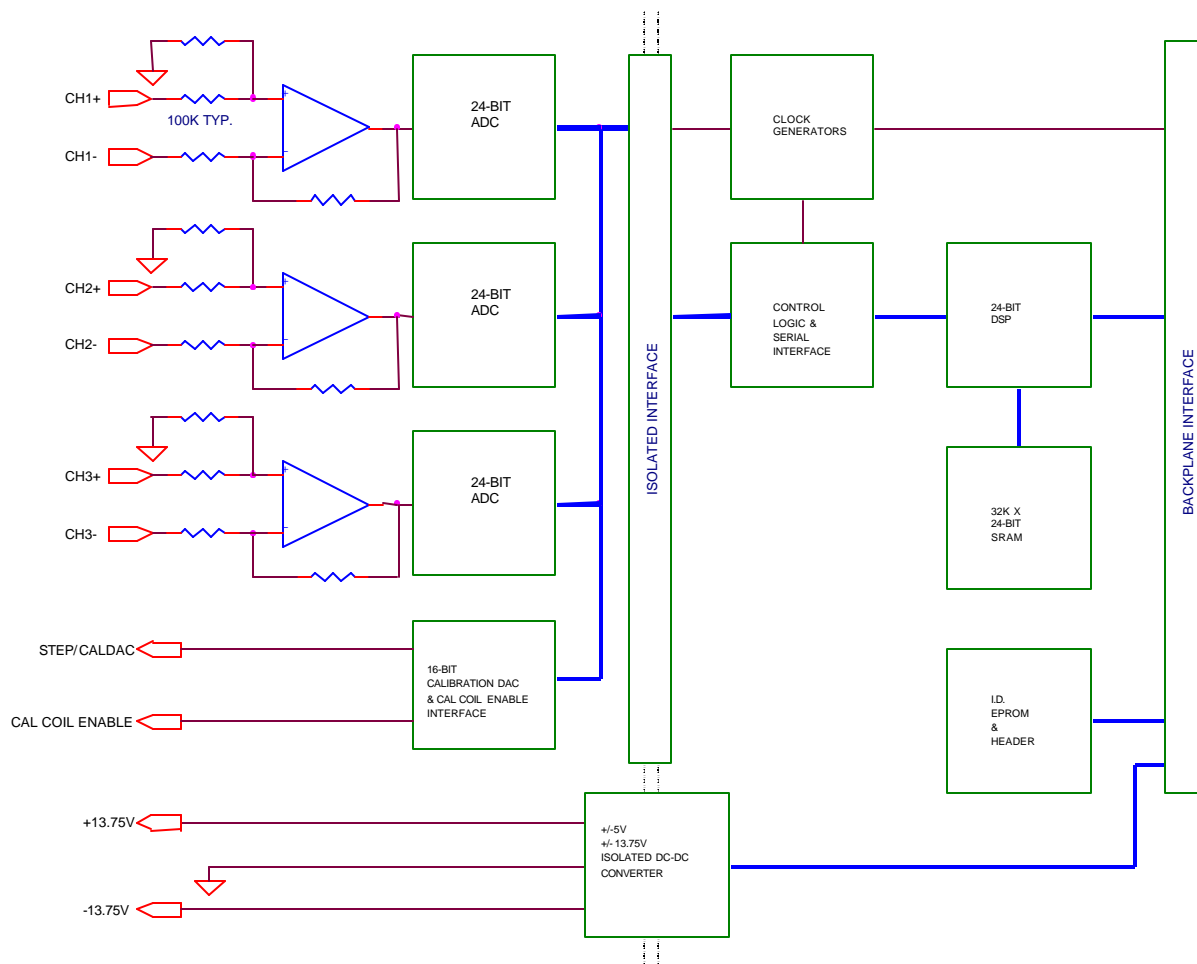 CH1+
100K TYP.
CH1-
+
-
24-BIT
ADC
CLOCK
GENERATORS
CH2+
CH2-
+
-
24-BIT
ADC
CONTROL
LOGIC &
SERIAL
INTERFACE
24-BIT
DSP
ISOLATED INTERFACE
BACKPLANE INTERFACE
CH3+
CH3-
+
-
24-BIT
ADC
32K X
24-BIT
SRAM
STEP/CALDAC
CAL COIL ENABLE
16-BIT
CALIBRATION DAC
& CAL COIL ENABLE
INTERFACE
I.D.
EPROM
&
HEADER
+13.75V
-13.75V
+/-5V
+/- 13.75V
ISOLATED DC-DC
CONVERTER